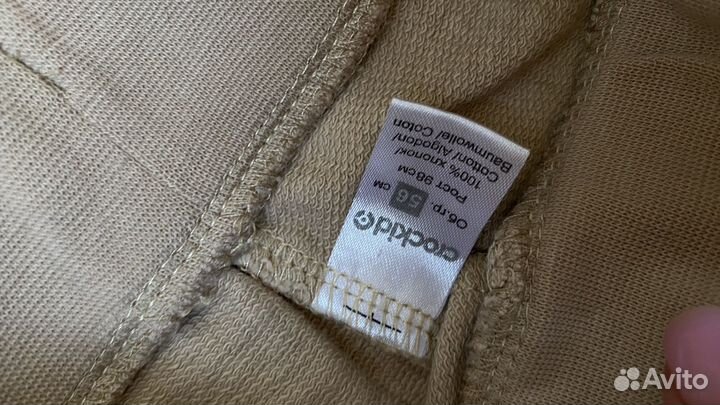 crockid
Об.гр. 56 см
Рост 98 см
100% хлопок/
Cotton/ Algodon/
Baumwolle/ Coton
Avito